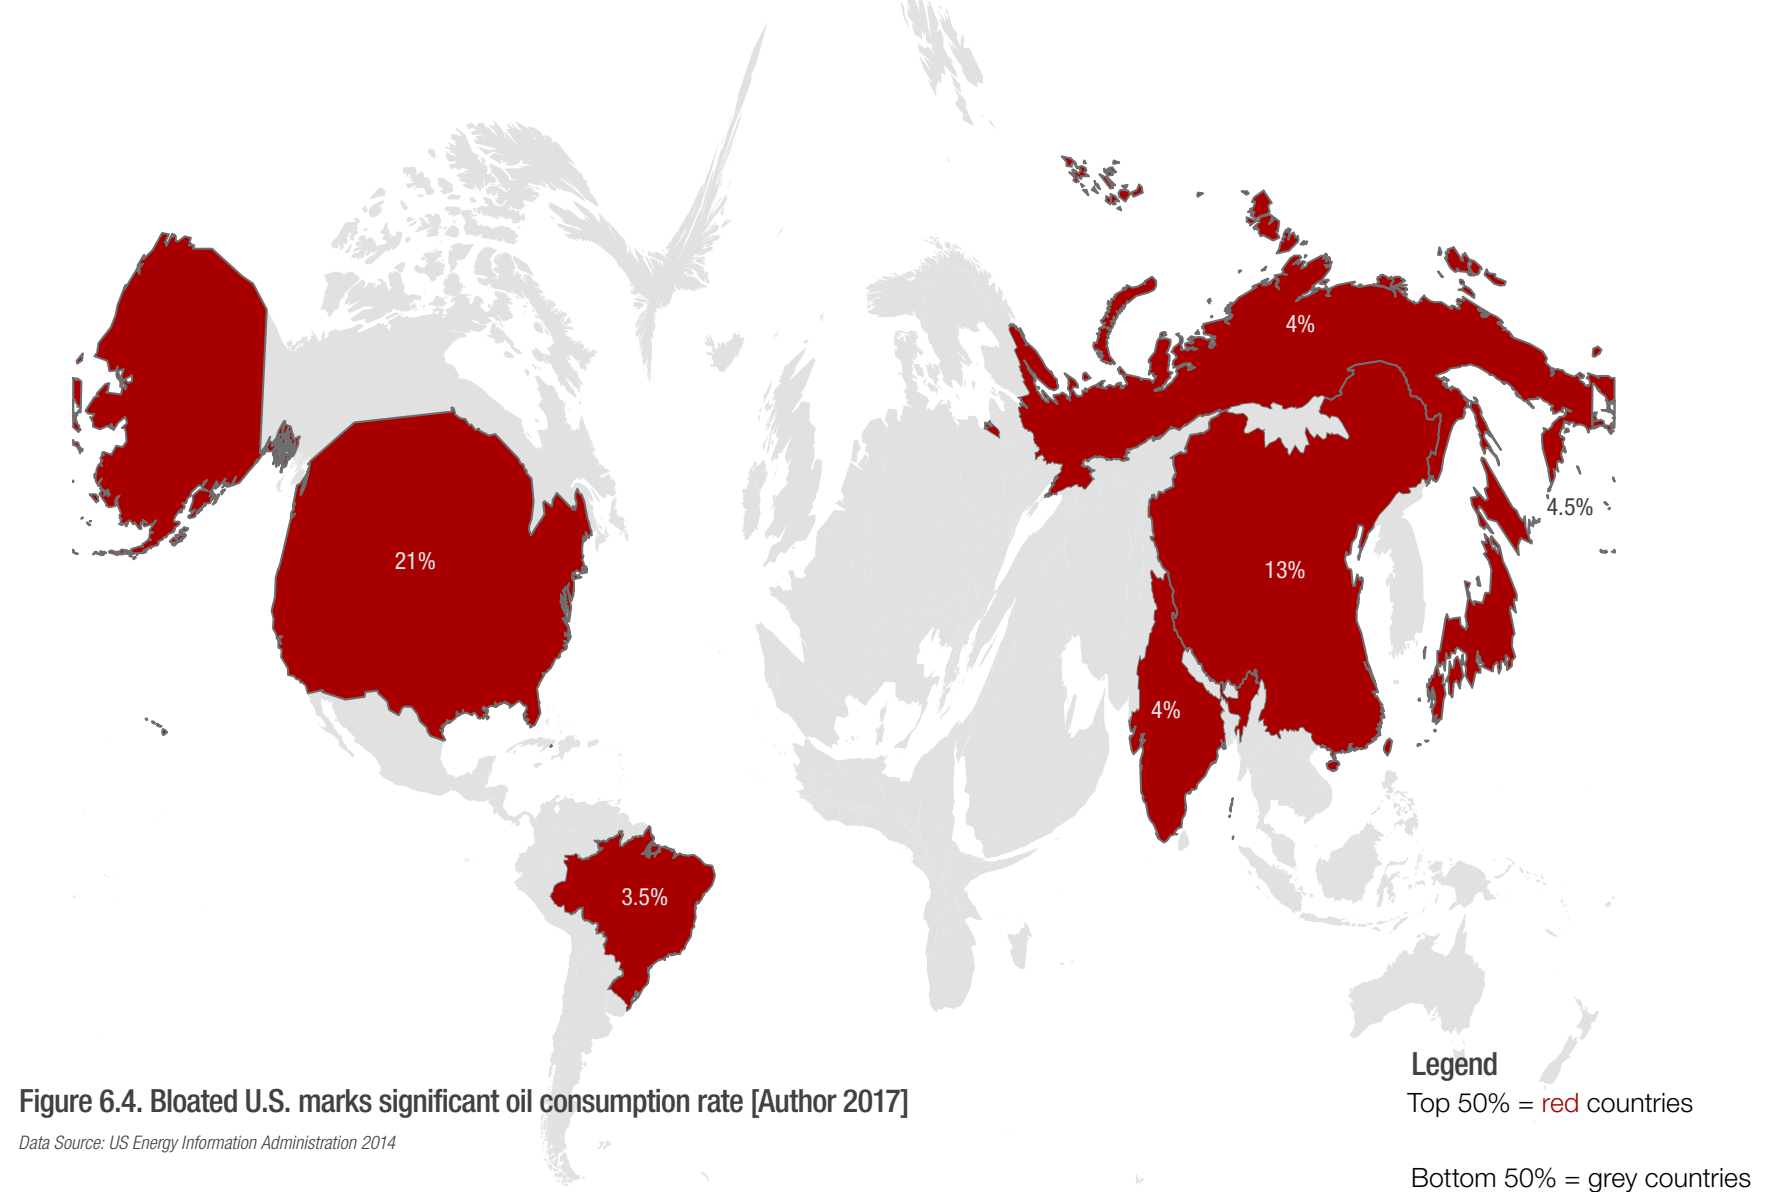 4%
4.5%
21%
13%
4%
3.5%
Legend
Figure 6.4. Bloated U.S. marks significant oil consumption rate [Author 2017]
Top 50% = red countries
Data Source: US Energy Information Administration 2014
Bottom 50% = grey countries